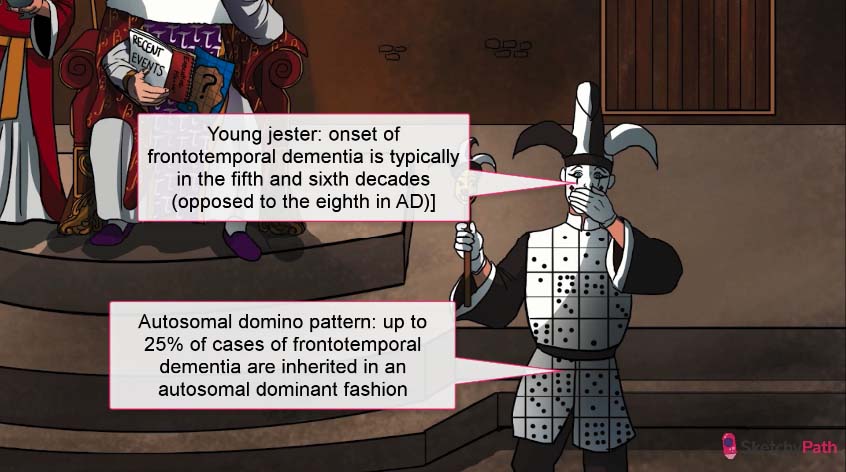 RECENT
EVENTS
?
Young jester: onset of
frontotemporal dementia is typically
in the fifth and sixth decades
(opposed to the eighth in AD)]
Autosomal domino pattern: up to
25% of cases of frontotemporal
dementia are inherited in an
autosomal dominant fashion
SketchyPath